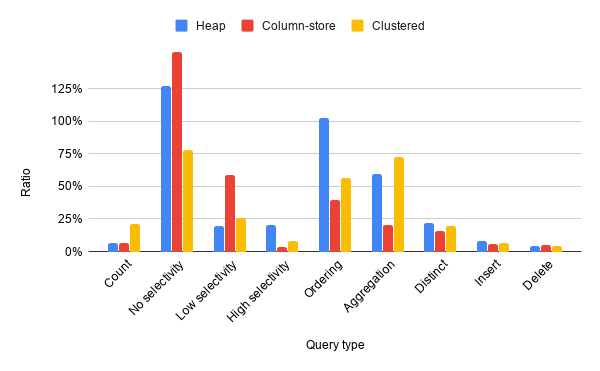 Heap Column-store Clustered
125%
100%
75%
50%
25%
0%
Ratio
Count No selectivity Low selectivity High selectivity Ordering Aggregation Distinct Insert Delete
Query type